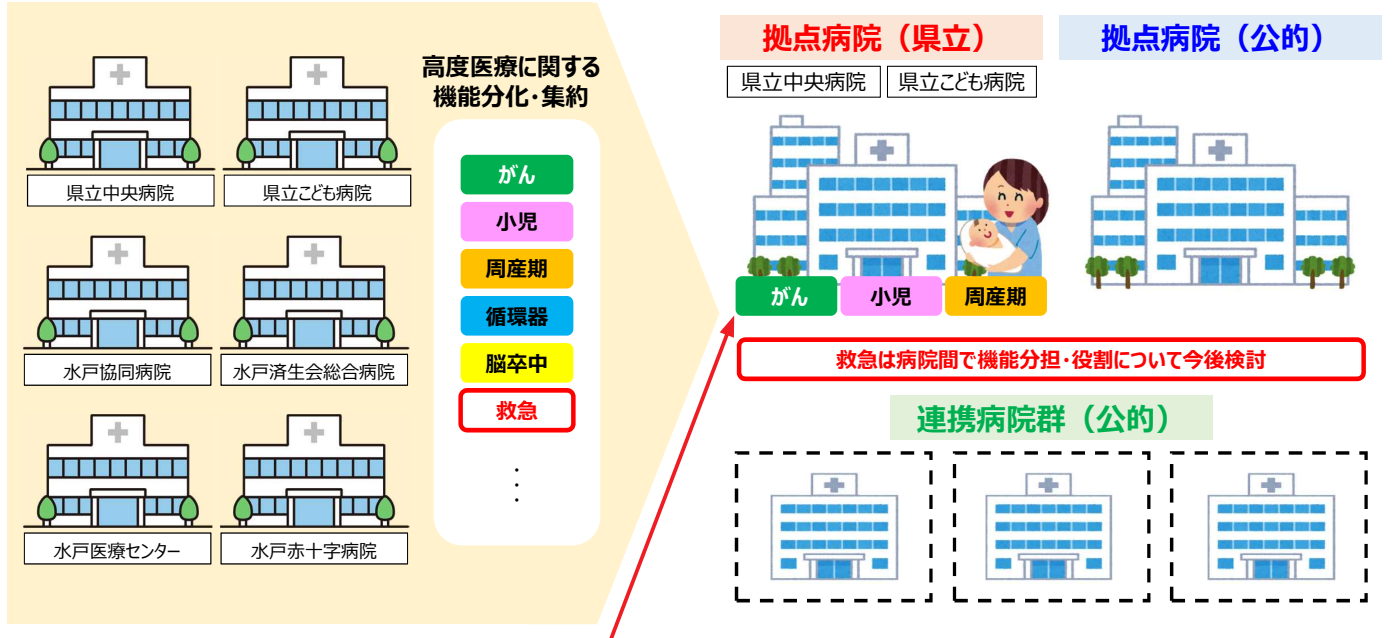 県立中央病院
県立こども病院
水戸協同病院
水戸済生会総合病院
水戸医療センター
水戸赤十字病院
高度医療に関する
機能分化・集約
がん
小児
周産期
循環器
脳卒中
救急
・・・
拠点病院（県立）
県立中央病院
県立こども病院
がん
小児
周産期
拠点病院（公的）
救急は病院間で機能分担・役割について今後検討
連携病院群（公的）